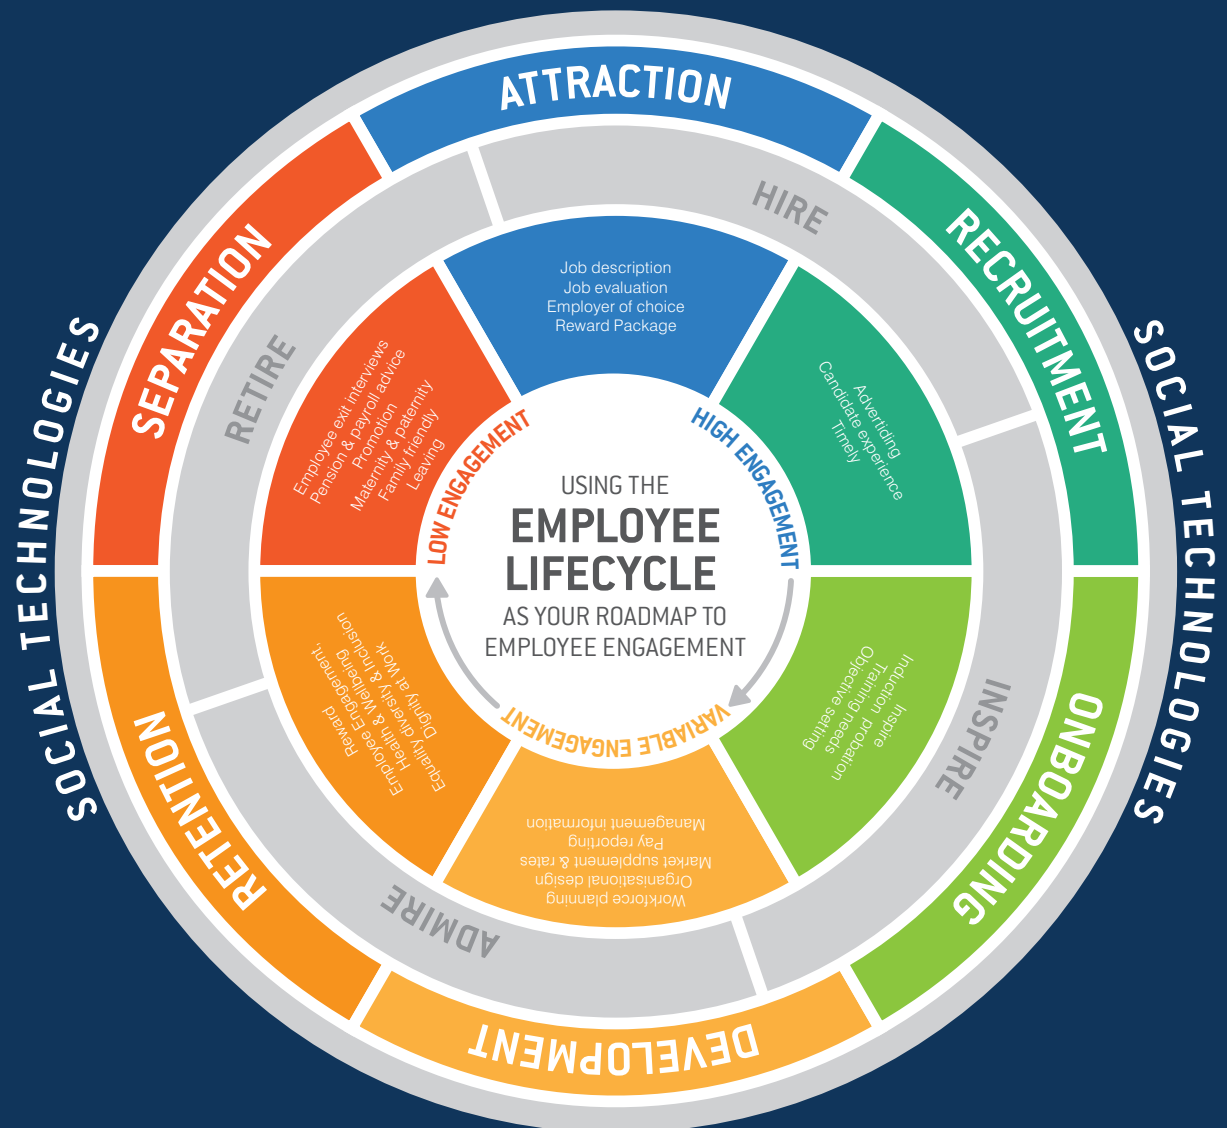 SOCIAL TECHNOLOGIES
ATTRACTION
RECRUITMENT
ONBOARDING
DEVELOPMENT
RETENTION
SEPARATION
SOCIAL TECHNOLOGIES
HIRE
INSPIRE
ADMIRE
RETIRE
Job description
Job evaluation
Employer of choice
Reward Package
Advertiding
Candidate experience
Timely
Inspire
Induction probation
Training needs
Objective setting
Workforce planning
Organisational design
Market supplement & rates
Pay reporting
Management information
Reward
Employee Engagement,
Health & Wellbeing
Equality diversity & Inclusion
Dignity at Work
Employee exit interviews
Pension & payroll advice
Promotion
Maternity & paternity
Family friendly
Leaving
HIGH ENGAGEMENT
VARIABLE ENGAGEMENT
LOW ENGAGEMENT
USING THE
EMPLOYEE
LIFECYCLE
AS YOUR ROADMAP TO
EMPLOYEE ENGAGEMENT